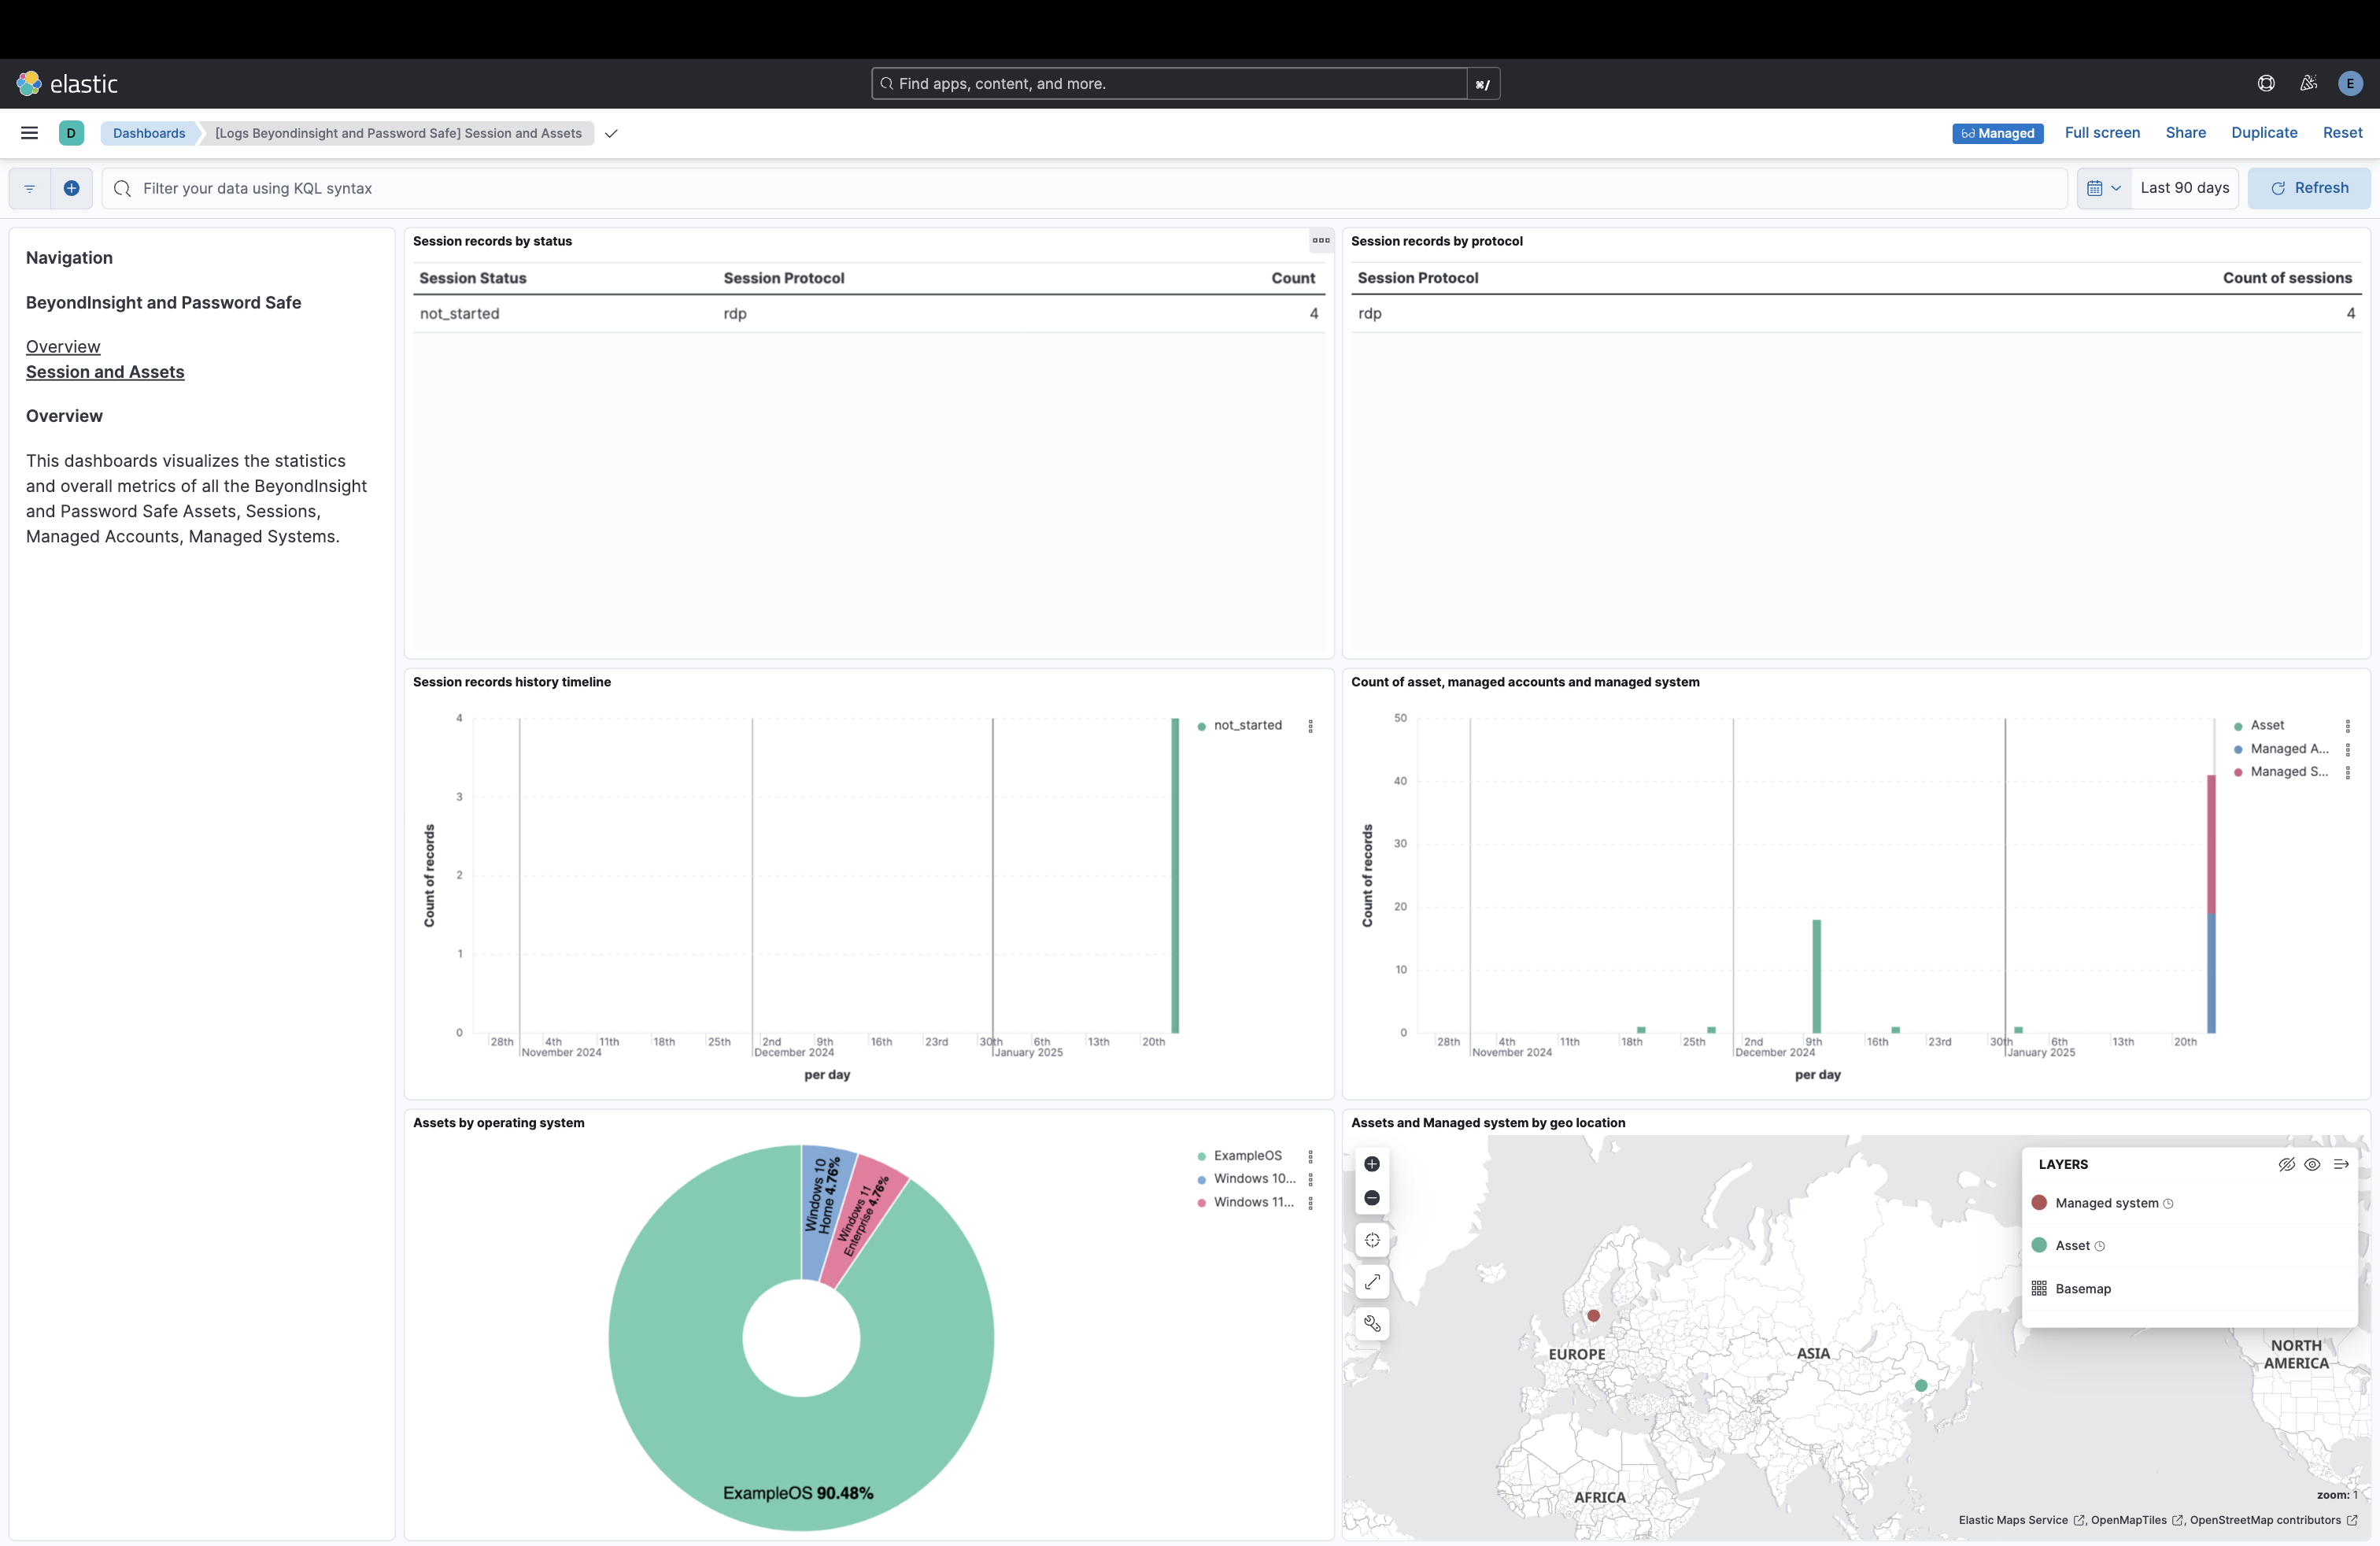 elastic
Find apps, content, and more.
⌘/
E
D
Dashboards
[Logs Beyondinsight and Password Safe] Session and Assets
Managed
Full screen
Share
Duplicate
Reset
Filter your data using KQL syntax
Last 90 days
Refresh
Navigation
BeyondInsight and Password Safe
Overview
Session and Assets
Overview
This dashboards visualizes the statistics
and overall metrics of all the BeyondInsight
and Password Safe Assets, Sessions,
Managed Accounts, Managed Systems.
Session records by status
Session Status Session Protocol Count
not_started rdp 4
Session records by protocol
Session Protocol Count of sessions
rdp 4
Session records history timeline
4
3
2
1
0
Count of records
28th 4th 11th 18th 25th 2nd 9th 16th 23rd 30th 6th 13th 20th
November 2024 December 2024 January 2025
per day
not_started
Count of asset, managed accounts and managed system
50
40
30
20
10
0
Count of records
28th 4th 11th 18th 25th 2nd 9th 16th 23rd 30th 6th 13th 20th
November 2024 December 2024 January 2025
per day
Asset
Managed A...
Managed S...
Assets by operating system
Windows 10
Home 4.76%
Windows 11
Enterprise 4.76%
ExampleOS 90.48%
ExampleOS
Windows 10...
Windows 11...
Assets and Managed system by geo location
LAYERS
Managed system
Asset
Basemap
EUROPE
ASIA
NORTH
AMERICA
AFRICA
zoom: 1
Elastic Maps Service , OpenMapTiles , OpenStreetMap contributors